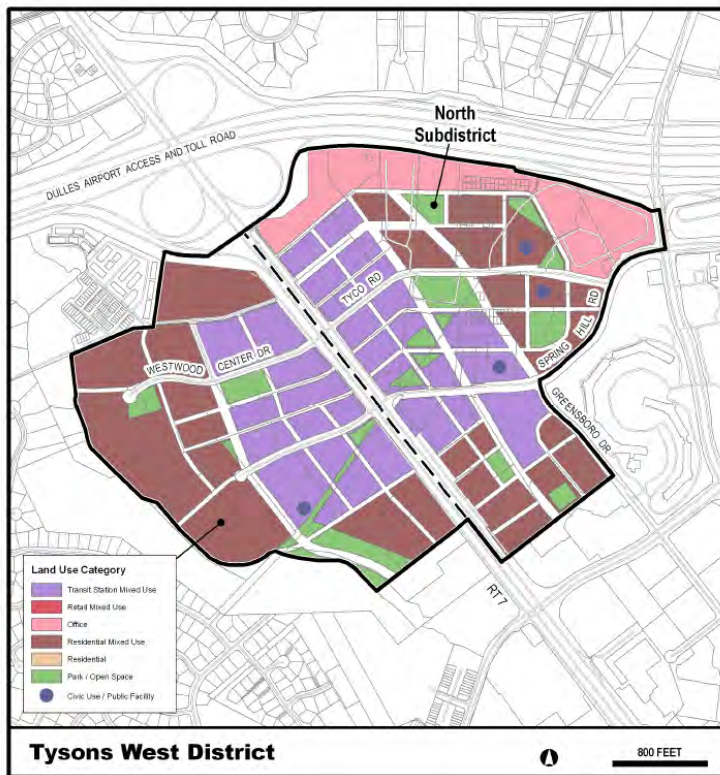 North
Subdistrict
DULLES AIRPORT ACCESS AND TOLL ROAD
TYCO RD
SPRING HILL RD
WESTWOOD CENTER DR
GREENSBORO DR
RT 7
Land Use Category
Transit Station Mixed Use
Retail Mixed Use
Office
Residential Mixed Use
Residential
Park / Open Space
Civic Use / Public Facility
Tysons West District
800 FEET